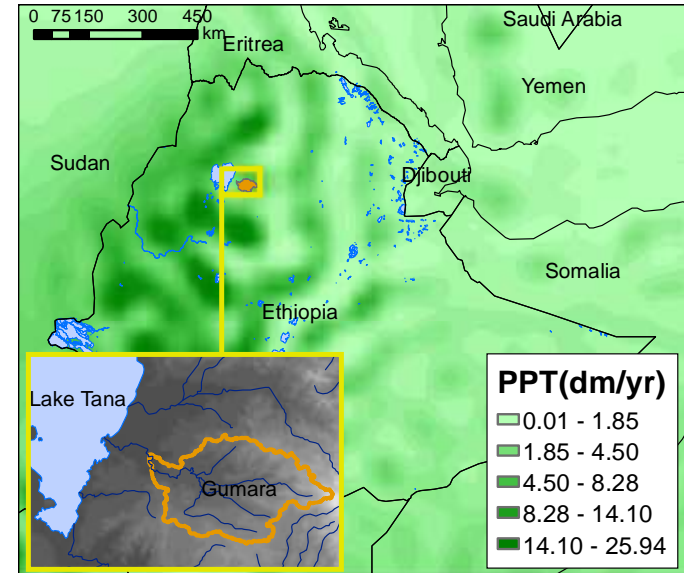 0 75 150 300 450
km
Saudi Arabia
Eritrea
Yemen
Sudan
Djibouti
Somalia
Ethiopia
Lake Tana
Gumara
PPT(dm/yr)
0.01 - 1.85
1.85 - 4.50
4.50 - 8.28
8.28 - 14.10
14.10 - 25.94